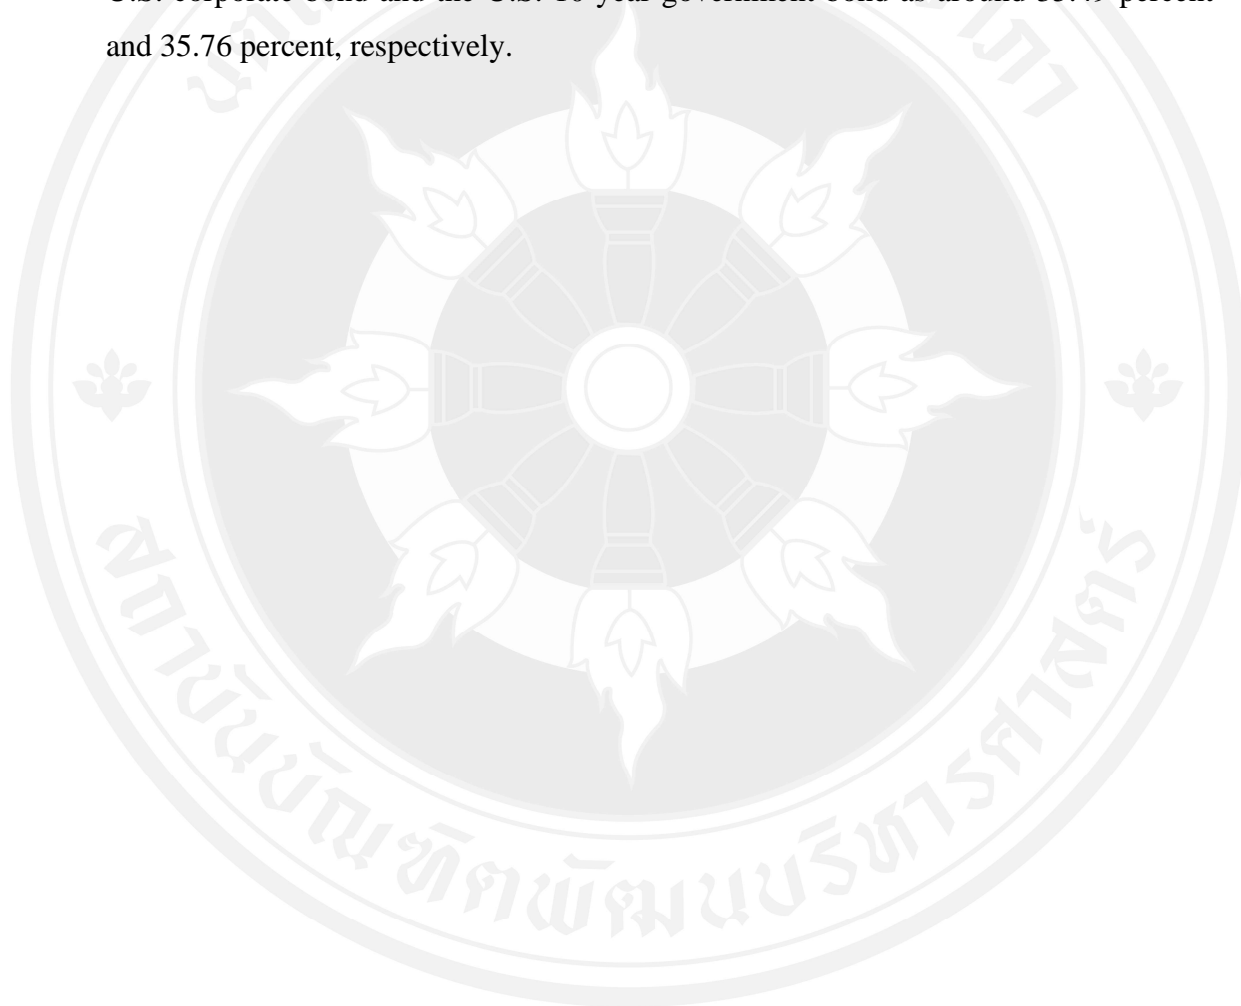 U.S. corporate bond and the U.S. 10-year government bond as around percent
and 35.76 percent, respectively.
สถาบันบัณฑิตพัฒนบริหารศาสตร์